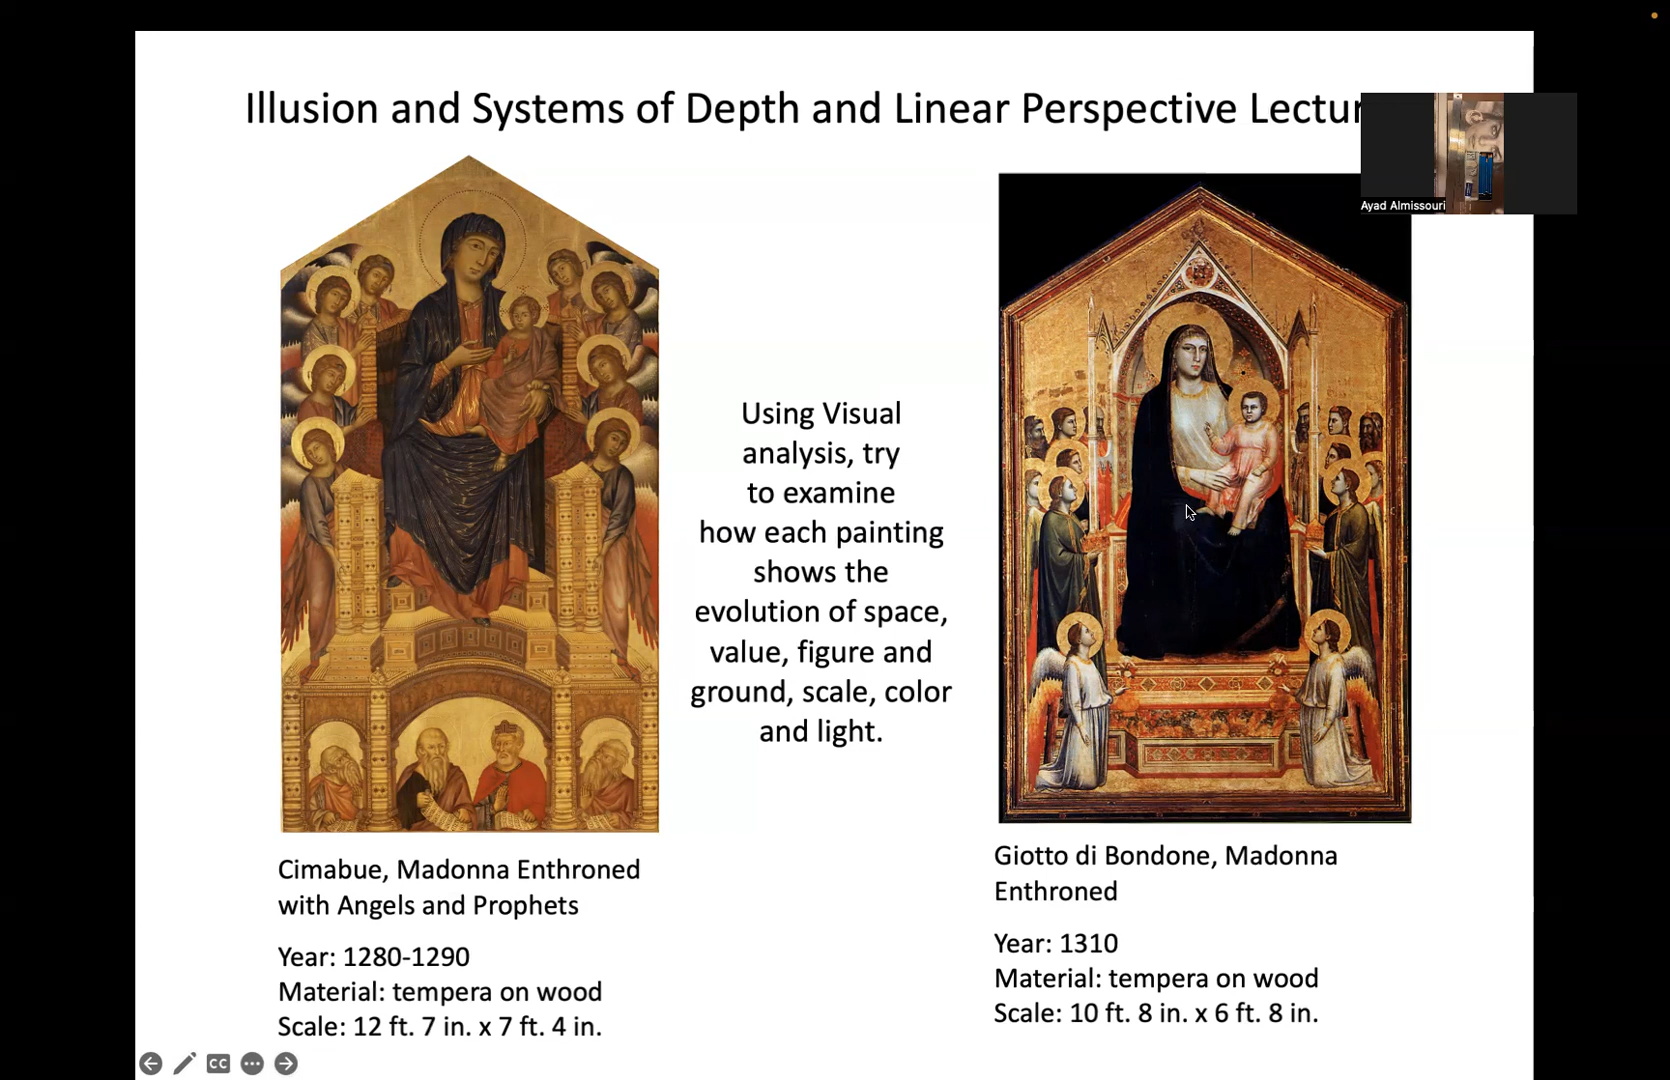 Illusion and Systems of Depth and Linear Perspective Lectur
Ayad Almissouri
Using Visual
analysis, try
to examine
how each painting
shows the
evolution of space,
value, figure and
ground, scale, color
and light.
Cimabue, Madonna Enthroned
with Angels and Prophets
Year: 1280-1290
Material: tempera on wood
Scale: 12 ft. 7 in. x 7 ft. 4 in.
Giotto di Bondone, Madonna
Enthroned
Year: 1310
Material: tempera on wood
Scale: 10 ft. 8 in. x 6 ft. 8 in.
CC